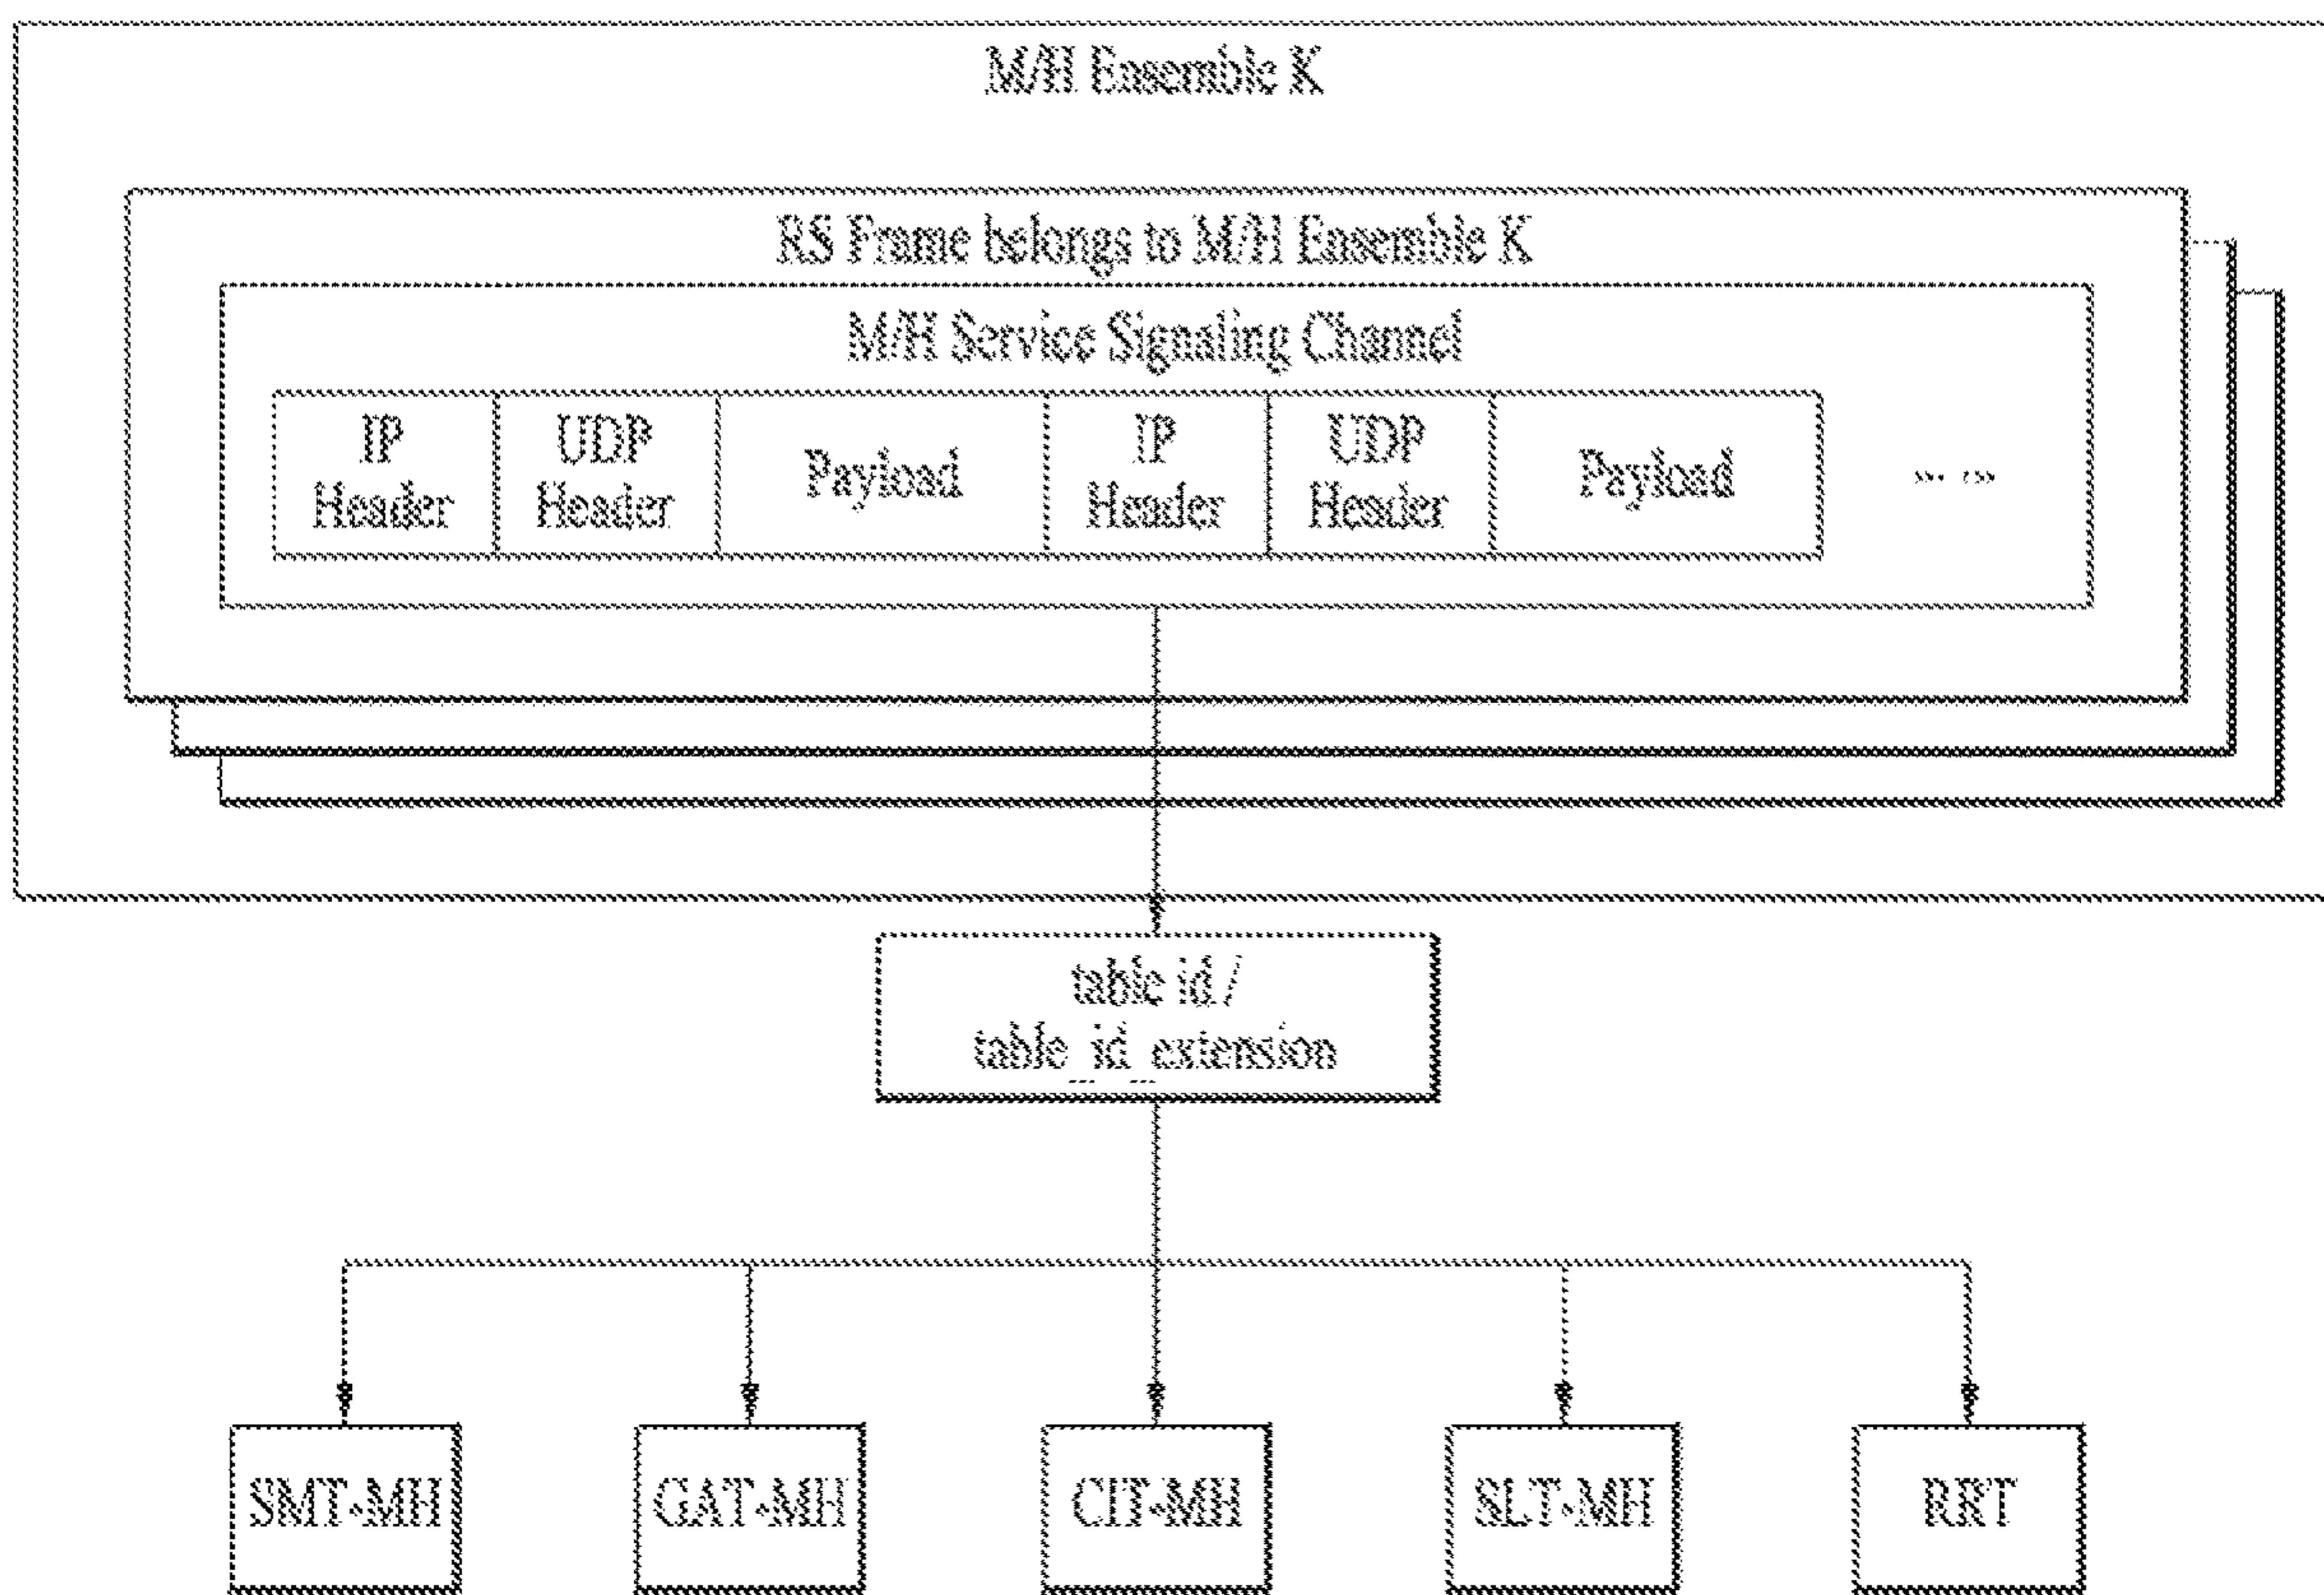 M/H Ensemble K
RS Frame belongs to M/H Ensemble K
M/H Service Signaling Channel
IP Header
UDP Header
Payload
IP Header
UDP Header
Payload
... ...
table id /
table_id_extension
SMT-MH
GAT-MH
CIT-MH
SLT-MH
RRT